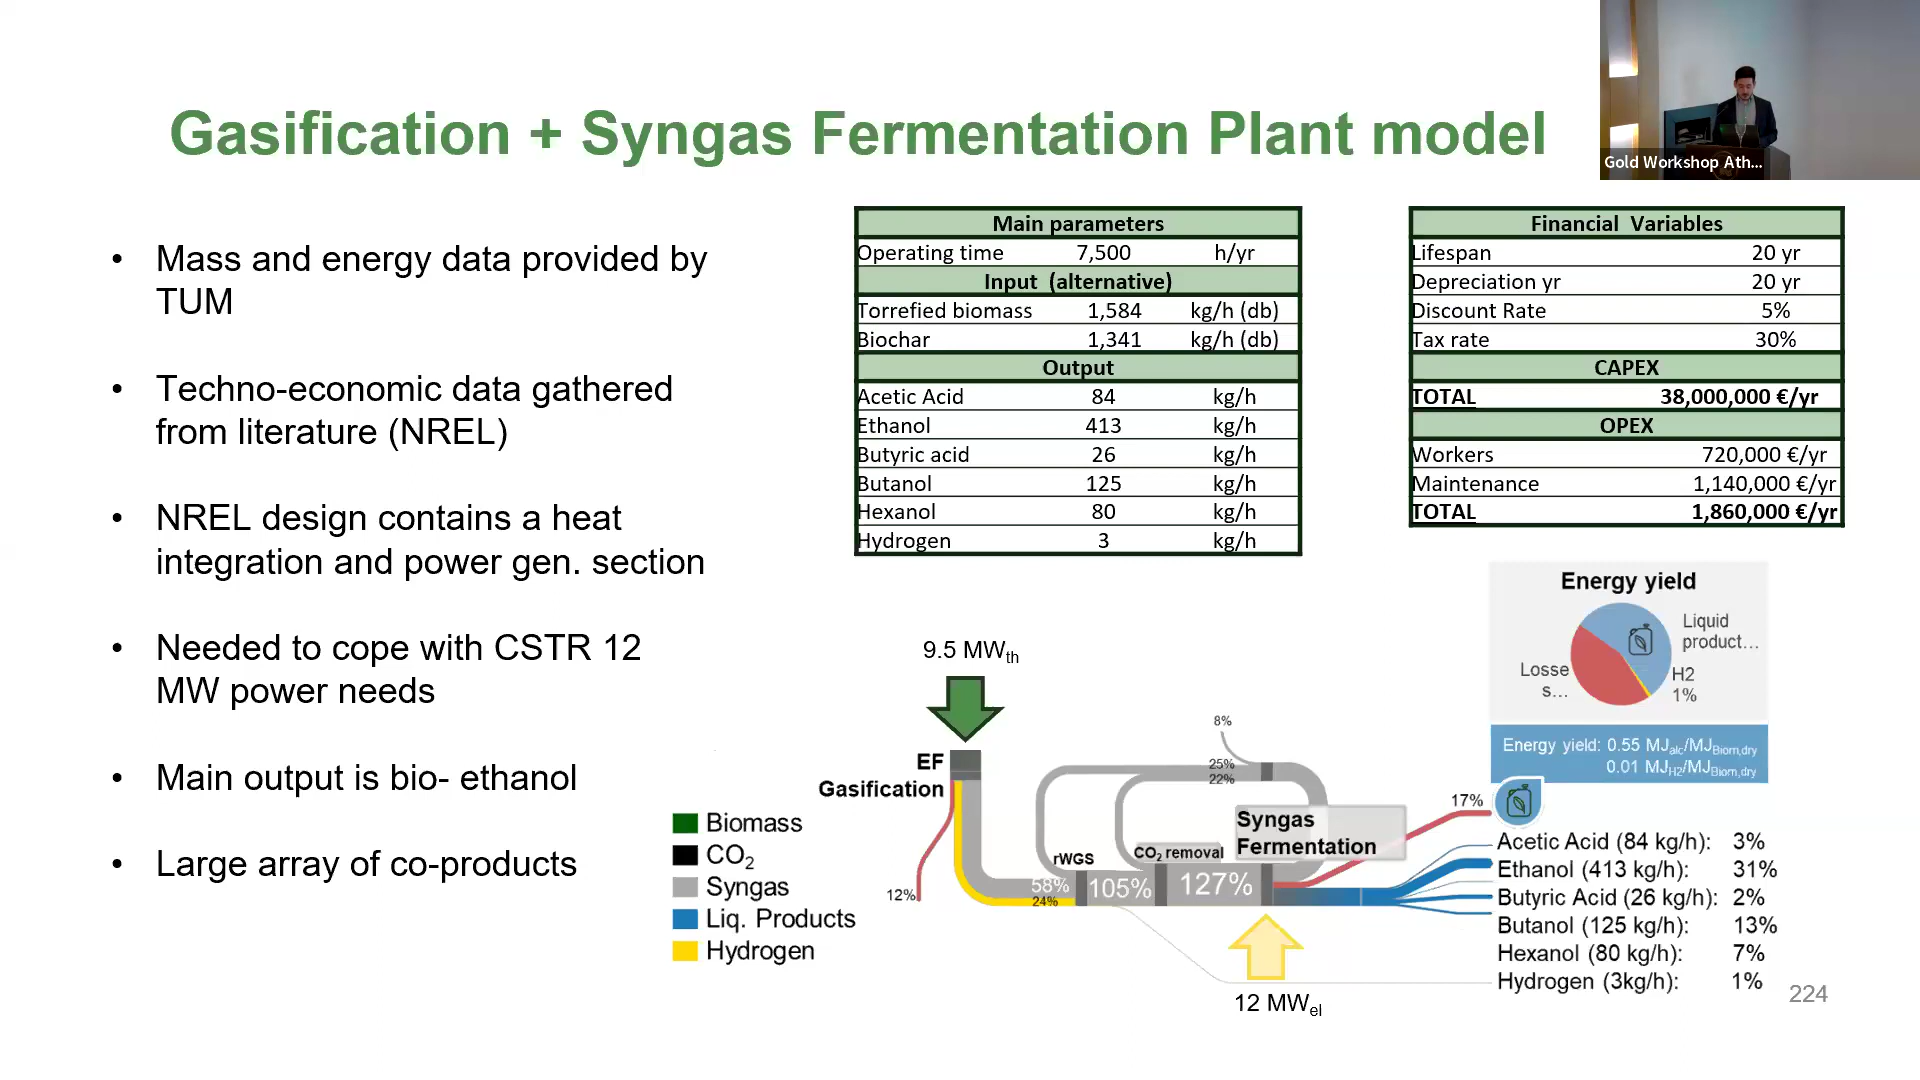 Gasification + Syngas Fermentation Plant model
Gold Workshop Ath...
• Mass and energy data provided by
TUM
• Techno-economic data gathered
from literature (NREL)
• NREL design contains a heat
integration and power gen. section
• Needed to cope with CSTR 12
MW power needs
• Main output is bio- ethanol
• Large array of co-products
Main parameters
Operating time 7,500 h/yr
Input (alternative)
Torrefied biomass 1,584 kg/h (db)
Biochar 1,341 kg/h (db)
Output
Acetic Acid 84 kg/h
Ethanol 413 kg/h
Butyric acid 26 kg/h
Butanol 125 kg/h
Hexanol 80 kg/h
Hydrogen 3 kg/h
Financial Variables
Lifespan 20 yr
Depreciation yr 20 yr
Discount Rate 5%
Tax rate 30%
CAPEX
TOTAL 38,000,000 €/yr
OPEX
Workers 720,000 €/yr
Maintenance 1,140,000 €/yr
TOTAL 1,860,000 €/yr
Energy yield
Liquid
product...
Losse
s...
H2
1%
Energy yield: 0.55 MJalc/MJBiom,dry
0.01 MJH2/MJBiom,dry
9.5 MWth
EF
Gasification
8%
25%
22%
Syngas
Fermentation
17%
rWGS
CO2 removal
12%
58%
24%
105%
127%
12 MWel
Biomass
CO2
Syngas
Liq. Products
Hydrogen
Acetic Acid (84 kg/h): 3%
Ethanol (413 kg/h): 31%
Butyric Acid (26 kg/h): 2%
Butanol (125 kg/h): 13%
Hexanol (80 kg/h): 7%
Hydrogen (3kg/h): 1%
224